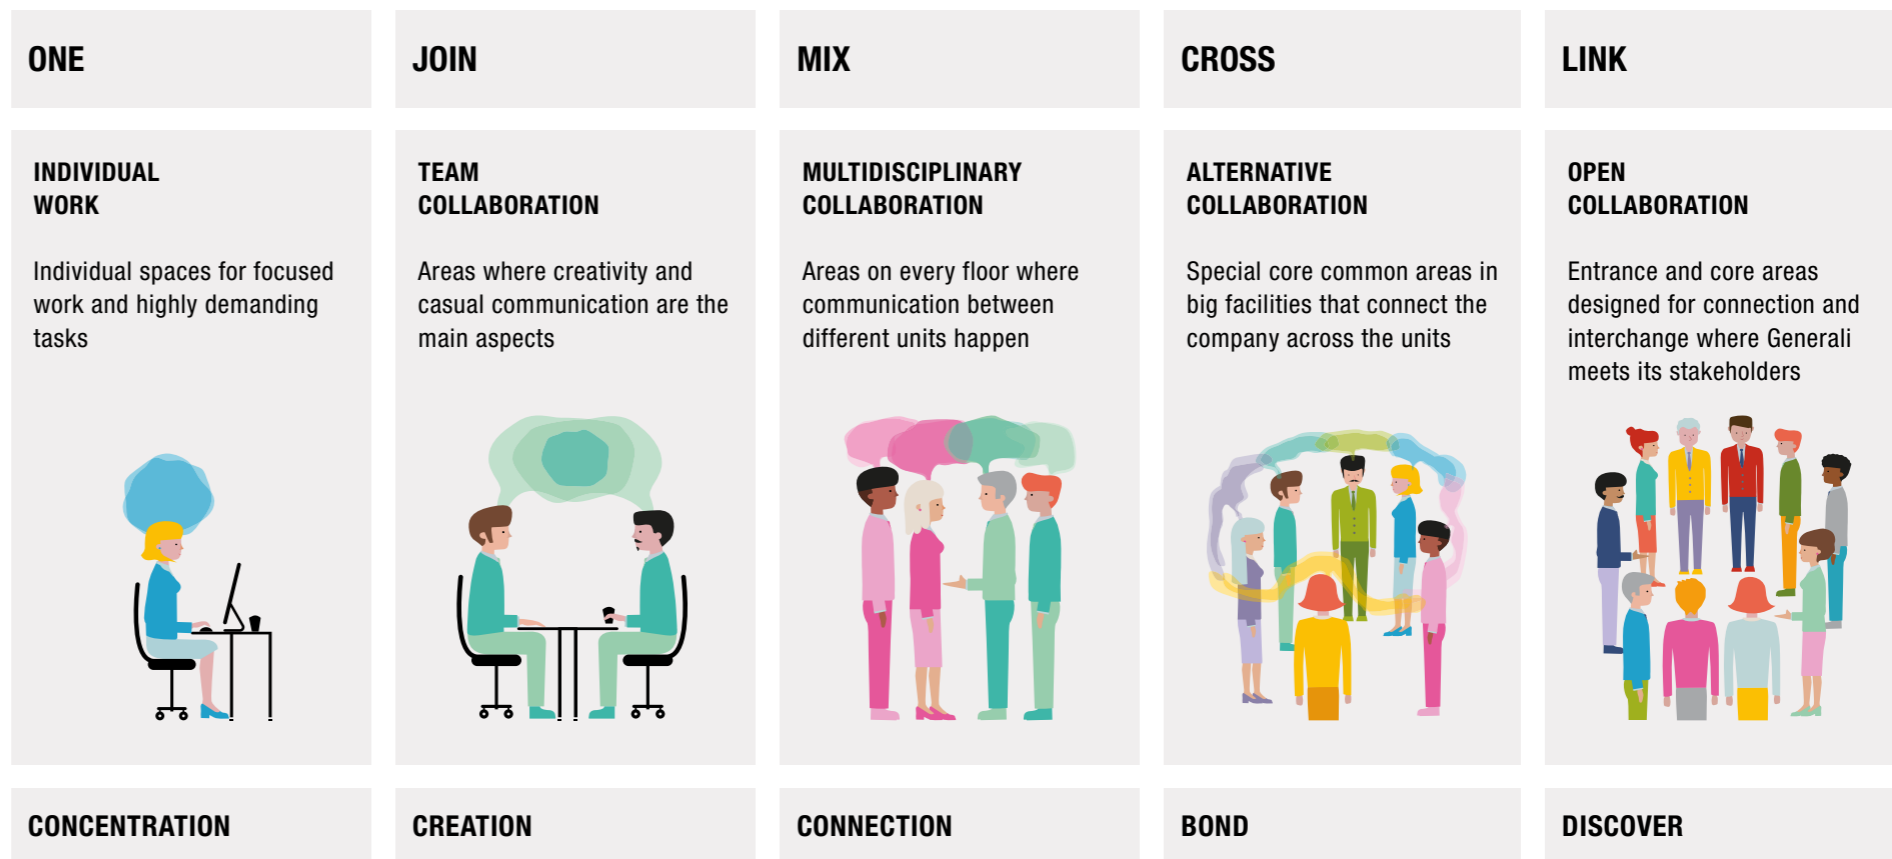 ONE
INDIVIDUAL
WORK
Individual spaces for focused
work and highly demanding
tasks
CONCENTRATION
JOIN
TEAM
COLLABORATION
Areas where creativity and
casual communication are the
main aspects
CREATION
MIX
MULTIDISCIPLINARY
COLLABORATION
Areas on every floor where
communication between
different units happen
CONNECTION
CROSS
ALTERNATIVE
COLLABORATION
Special core common areas in
big facilities that connect the
company across the units
BOND
LINK
OPEN
COLLABORATION
Entrance and core areas
designed for connection and
interchange where Generali
meets its stakeholders
DISCOVER